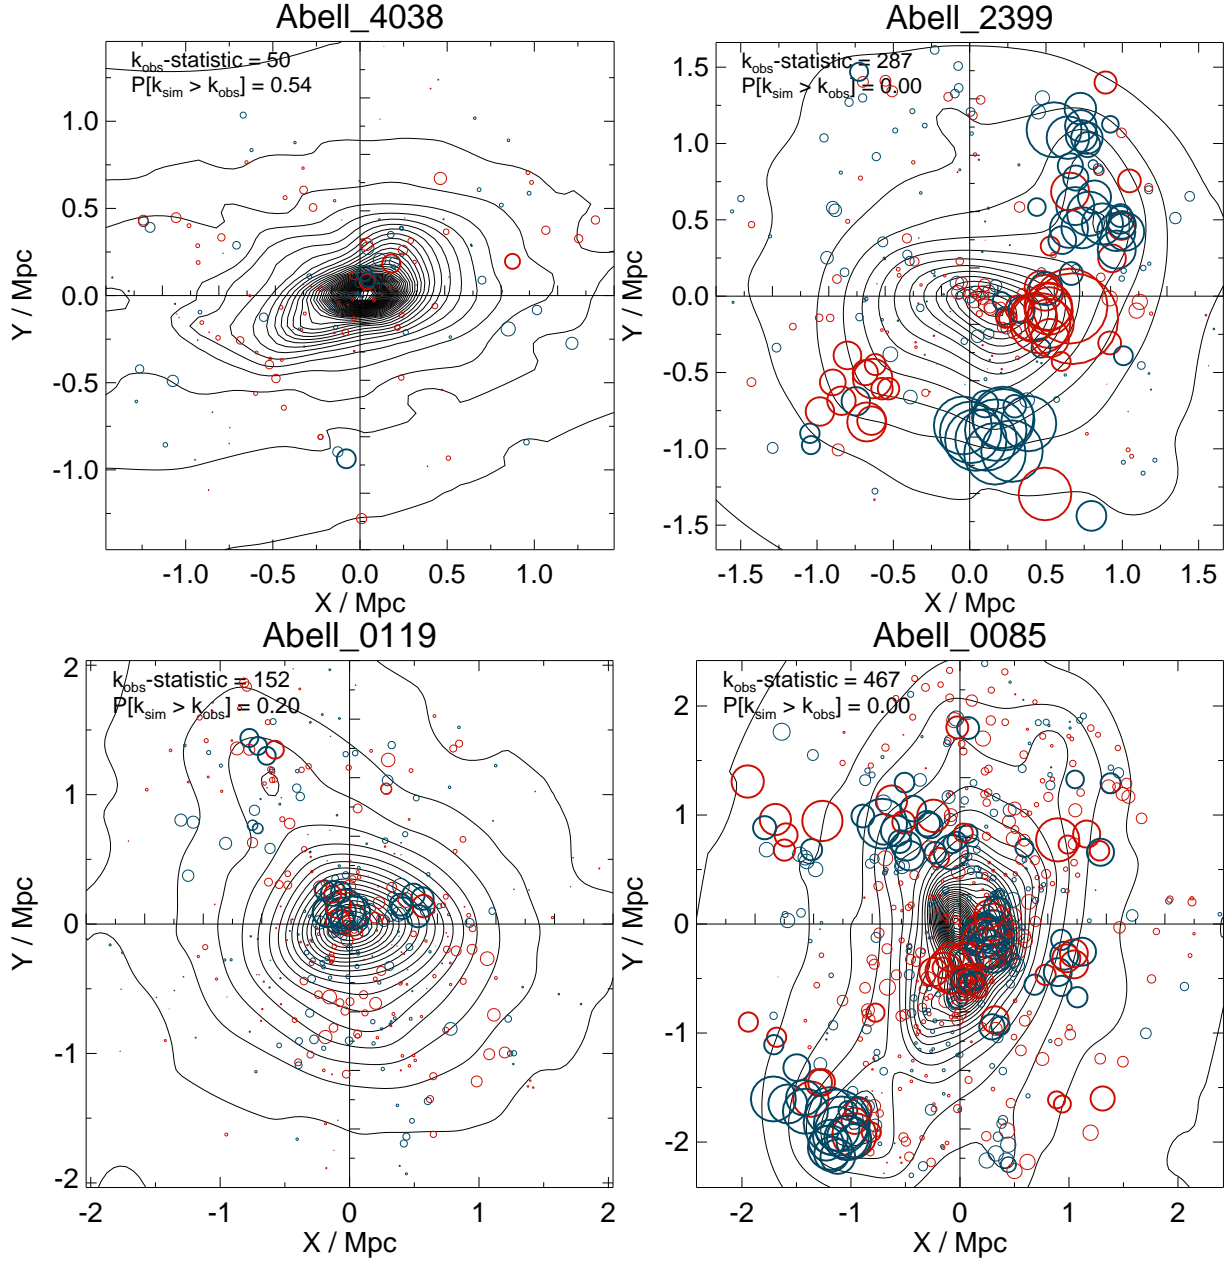 Abell_4038
k_obs-statistic = 50
P[k_sim > k_obs] = 0.54
1.0
0.5
0.0
-0.5
-1.0
Y / Mpc
-1.0 -0.5 0.0 0.5 1.0
X / Mpc
Abell_2399
k_obs-statistic = 287
P[k_sim > k_obs] = 0.00
1.5
1.0
0.5
0.0
-0.5
-1.0
-1.5
Y / Mpc
-1.5 -1.0 -0.5 0.0 0.5 1.0 1.5
X / Mpc
Abell_0119
k_obs-statistic = 152
P[k_sim > k_obs] = 0.20
2
1
0
-1
-2
Y / Mpc
-2 -1 0 1 2
X / Mpc
Abell_0085
k_obs-statistic = 467
P[k_sim > k_obs] = 0.00
2
1
0
-1
-2
Y / Mpc
-2 -1 0 1 2
X / Mpc